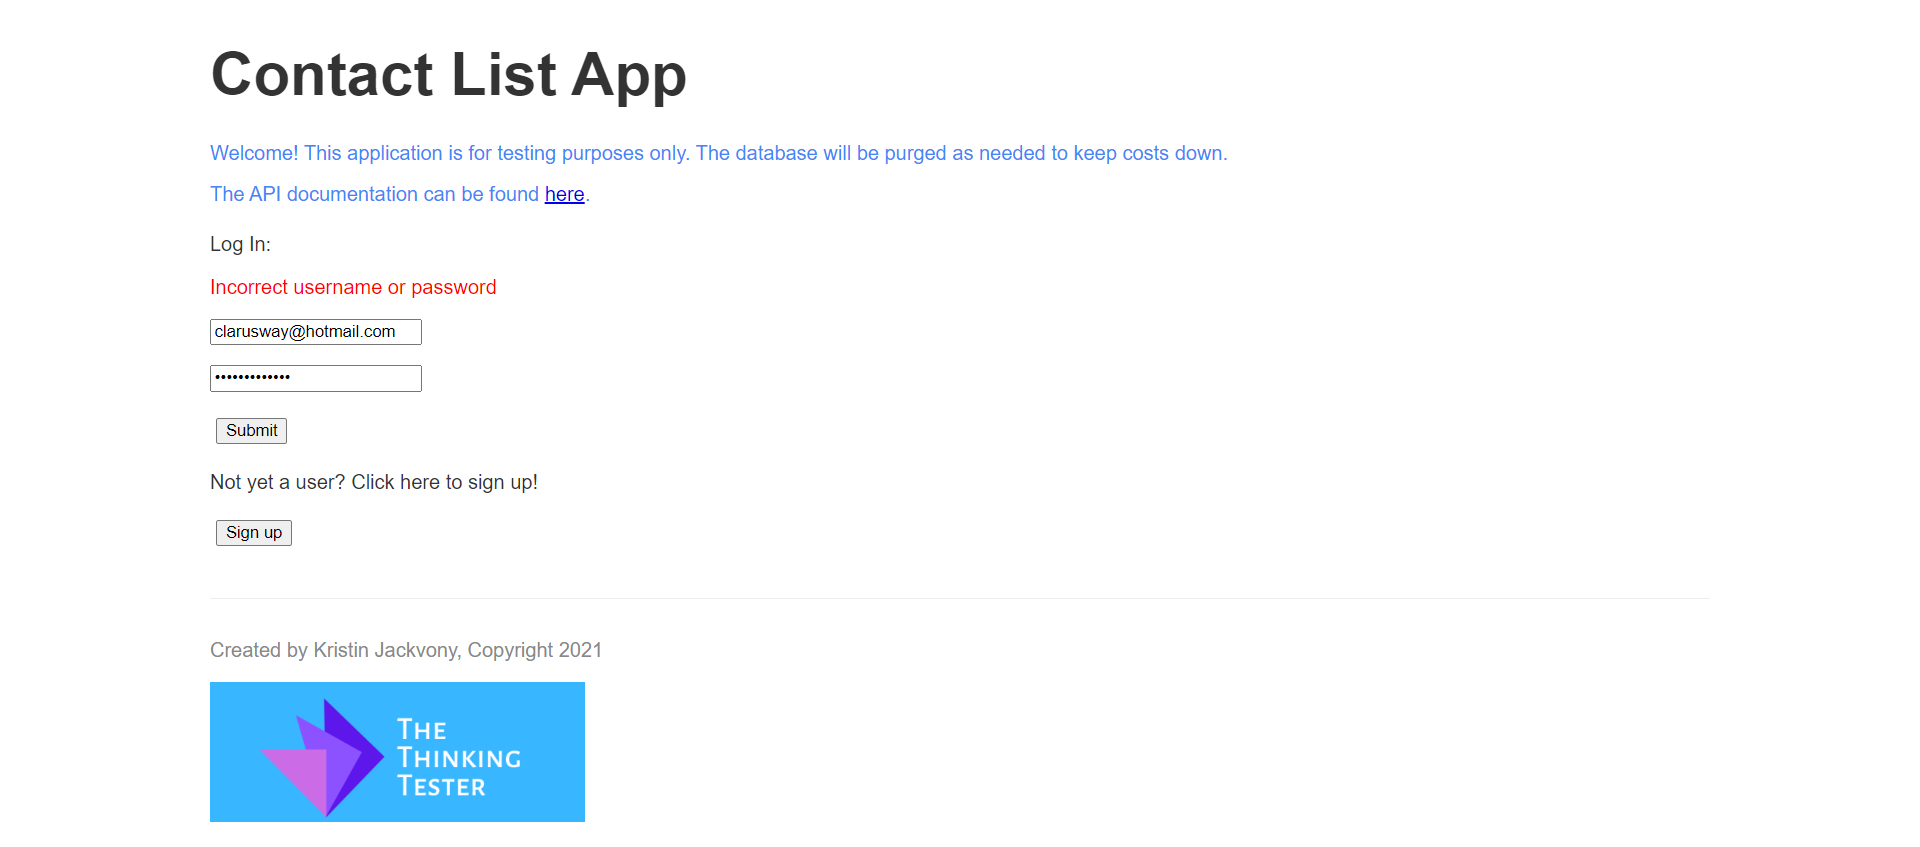 Contact List App
Welcome! This application is for testing purposes only. The database will be purged as needed to keep costs down.
The API documentation can be found here.
Log In:
Incorrect username or password
clarusway@hotmail.com
•••••••••••••
Submit
Not yet a user? Click here to sign up!
Sign up
Created by Kristin Jackvony, Copyright 2021
THE
THINKING
TESTER